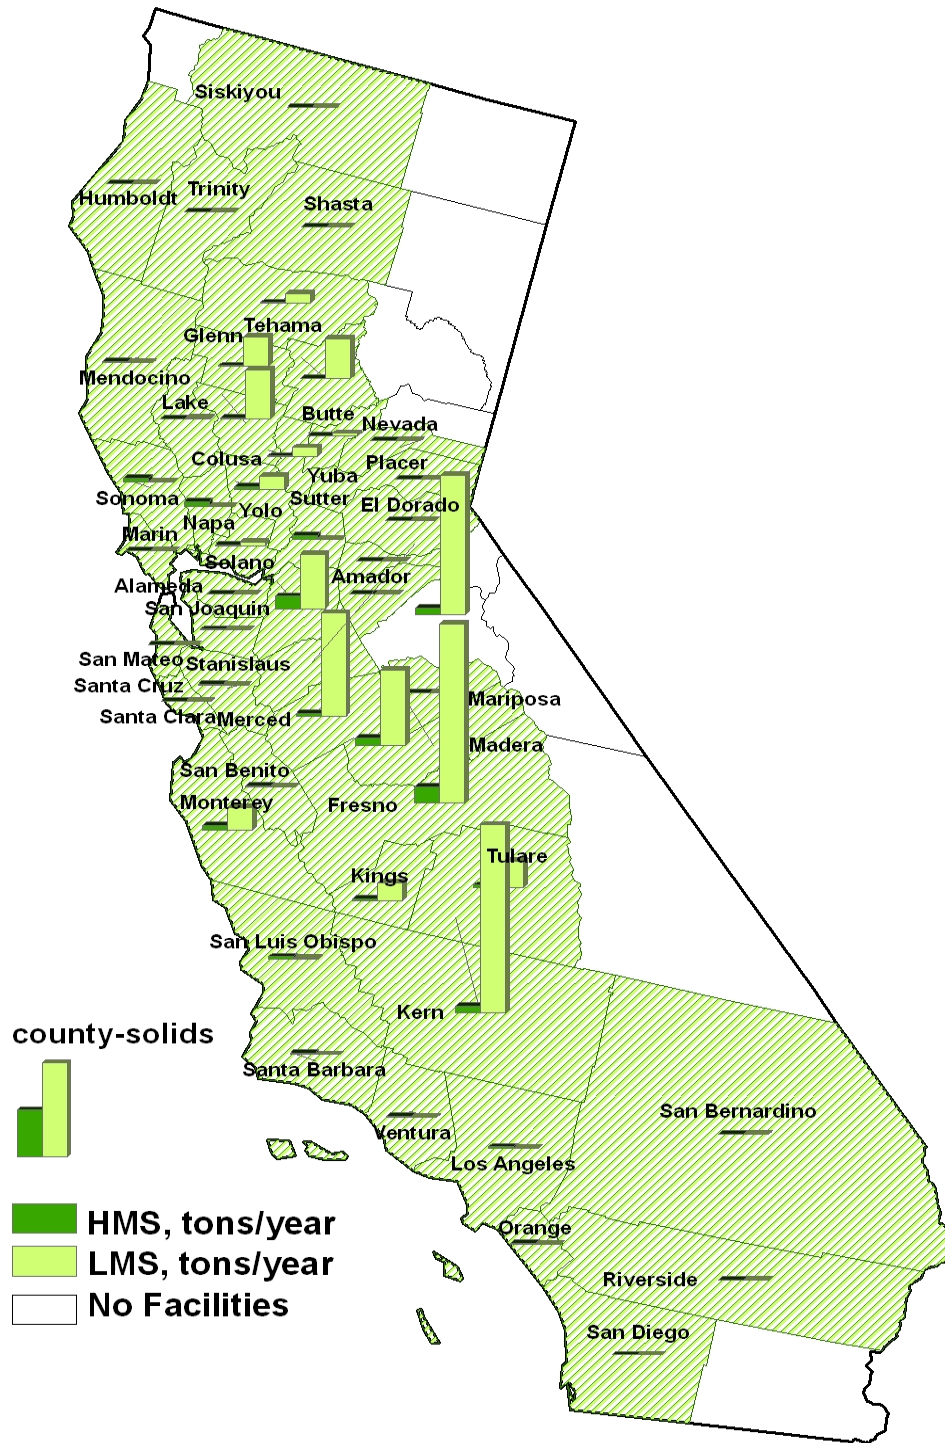 Siskiyou
Trinity
Humboldt
Shasta
Tehama
Glenn
Mendocino
Lake
Butte
Nevada
Colusa
Placer
Yuba
Sonoma
Sutter
El Dorado
Yolo
Napa
Marin
Solano
Amador
Alameda
San Joaquin
San Mateo
Stanislaus
Santa Cruz
Mariposa
Santa Clara
Merced
Madera
San Benito
Monterey
Fresno
Tulare
Kings
San Luis Obispo
Kern
county-solids
Santa Barbara
San Bernardino
Ventura
Los Angeles
HMS, tons/year
Orange
LMS, tons/year
Riverside
No Facilities
San Diego